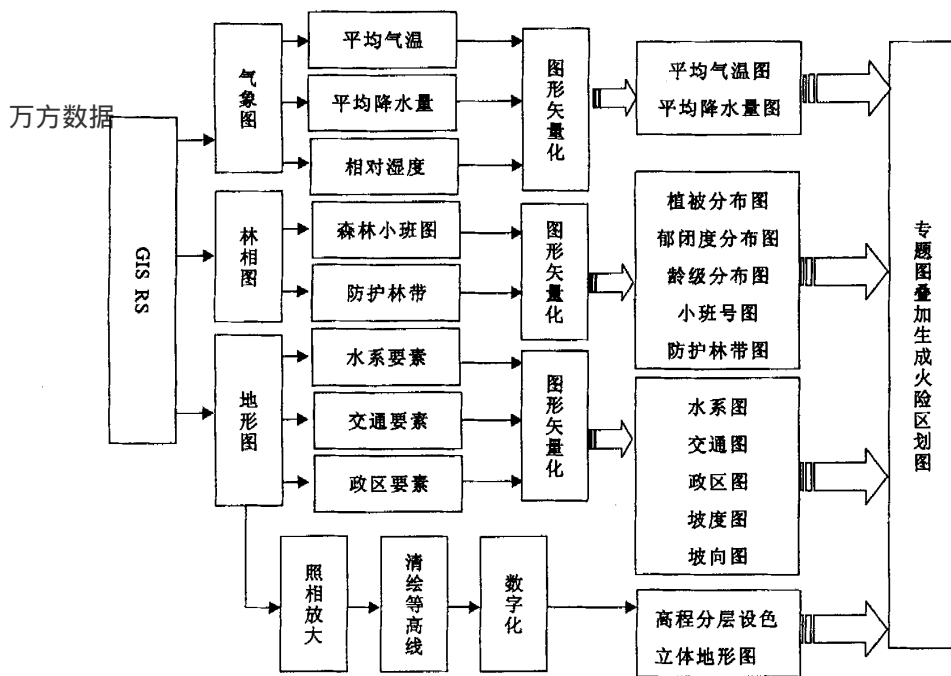 万方数据
GIS RS
气象图
平均气温
平均降水量
相对湿度
图形矢量化
平均气温图
平均降水量图
林相图
森林小班图
防护林带
图形矢量化
植被分布图
郁闭度分布图
龄级分布图
小班号图
防护林带图
地形图
水系要素
交通要素
政区要素
图形矢量化
水系图
交通图
政区图
坡度图
坡向图
照相放大
清绘等高线
数字化
高程分层设色
立体地形图
专题图叠加生成火险区划图